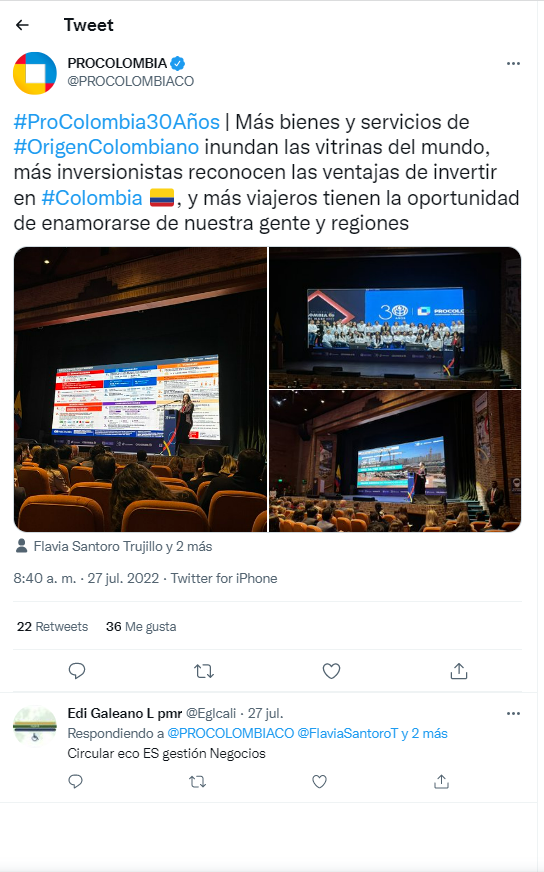 Tweet
PROCOLOMBIA
@PROCOLOMBIACO
#ProColombia30Años | Más bienes y servicios de
#OrigenColombiano inundan las vitrinas del mundo,
más inversionistas reconocen las ventajas de invertir
en #Colombia 🇨🇴, y más viajeros tienen la oportunidad
de enamorarse de nuestra gente y regiones
30
AÑOS
PROCOLO
Flavia Santoro Trujillo y 2 más
8:40 a. m. · 27 jul. 2022 · Twitter for iPhone
22 Retweets 36 Me gusta
Edi Galeano L pmr @Eglcali · 27 jul.
Respondiendo a @PROCOLOMBIACO @FlaviaSantoroT y 2 más
Circular eco ES gestión Negocios